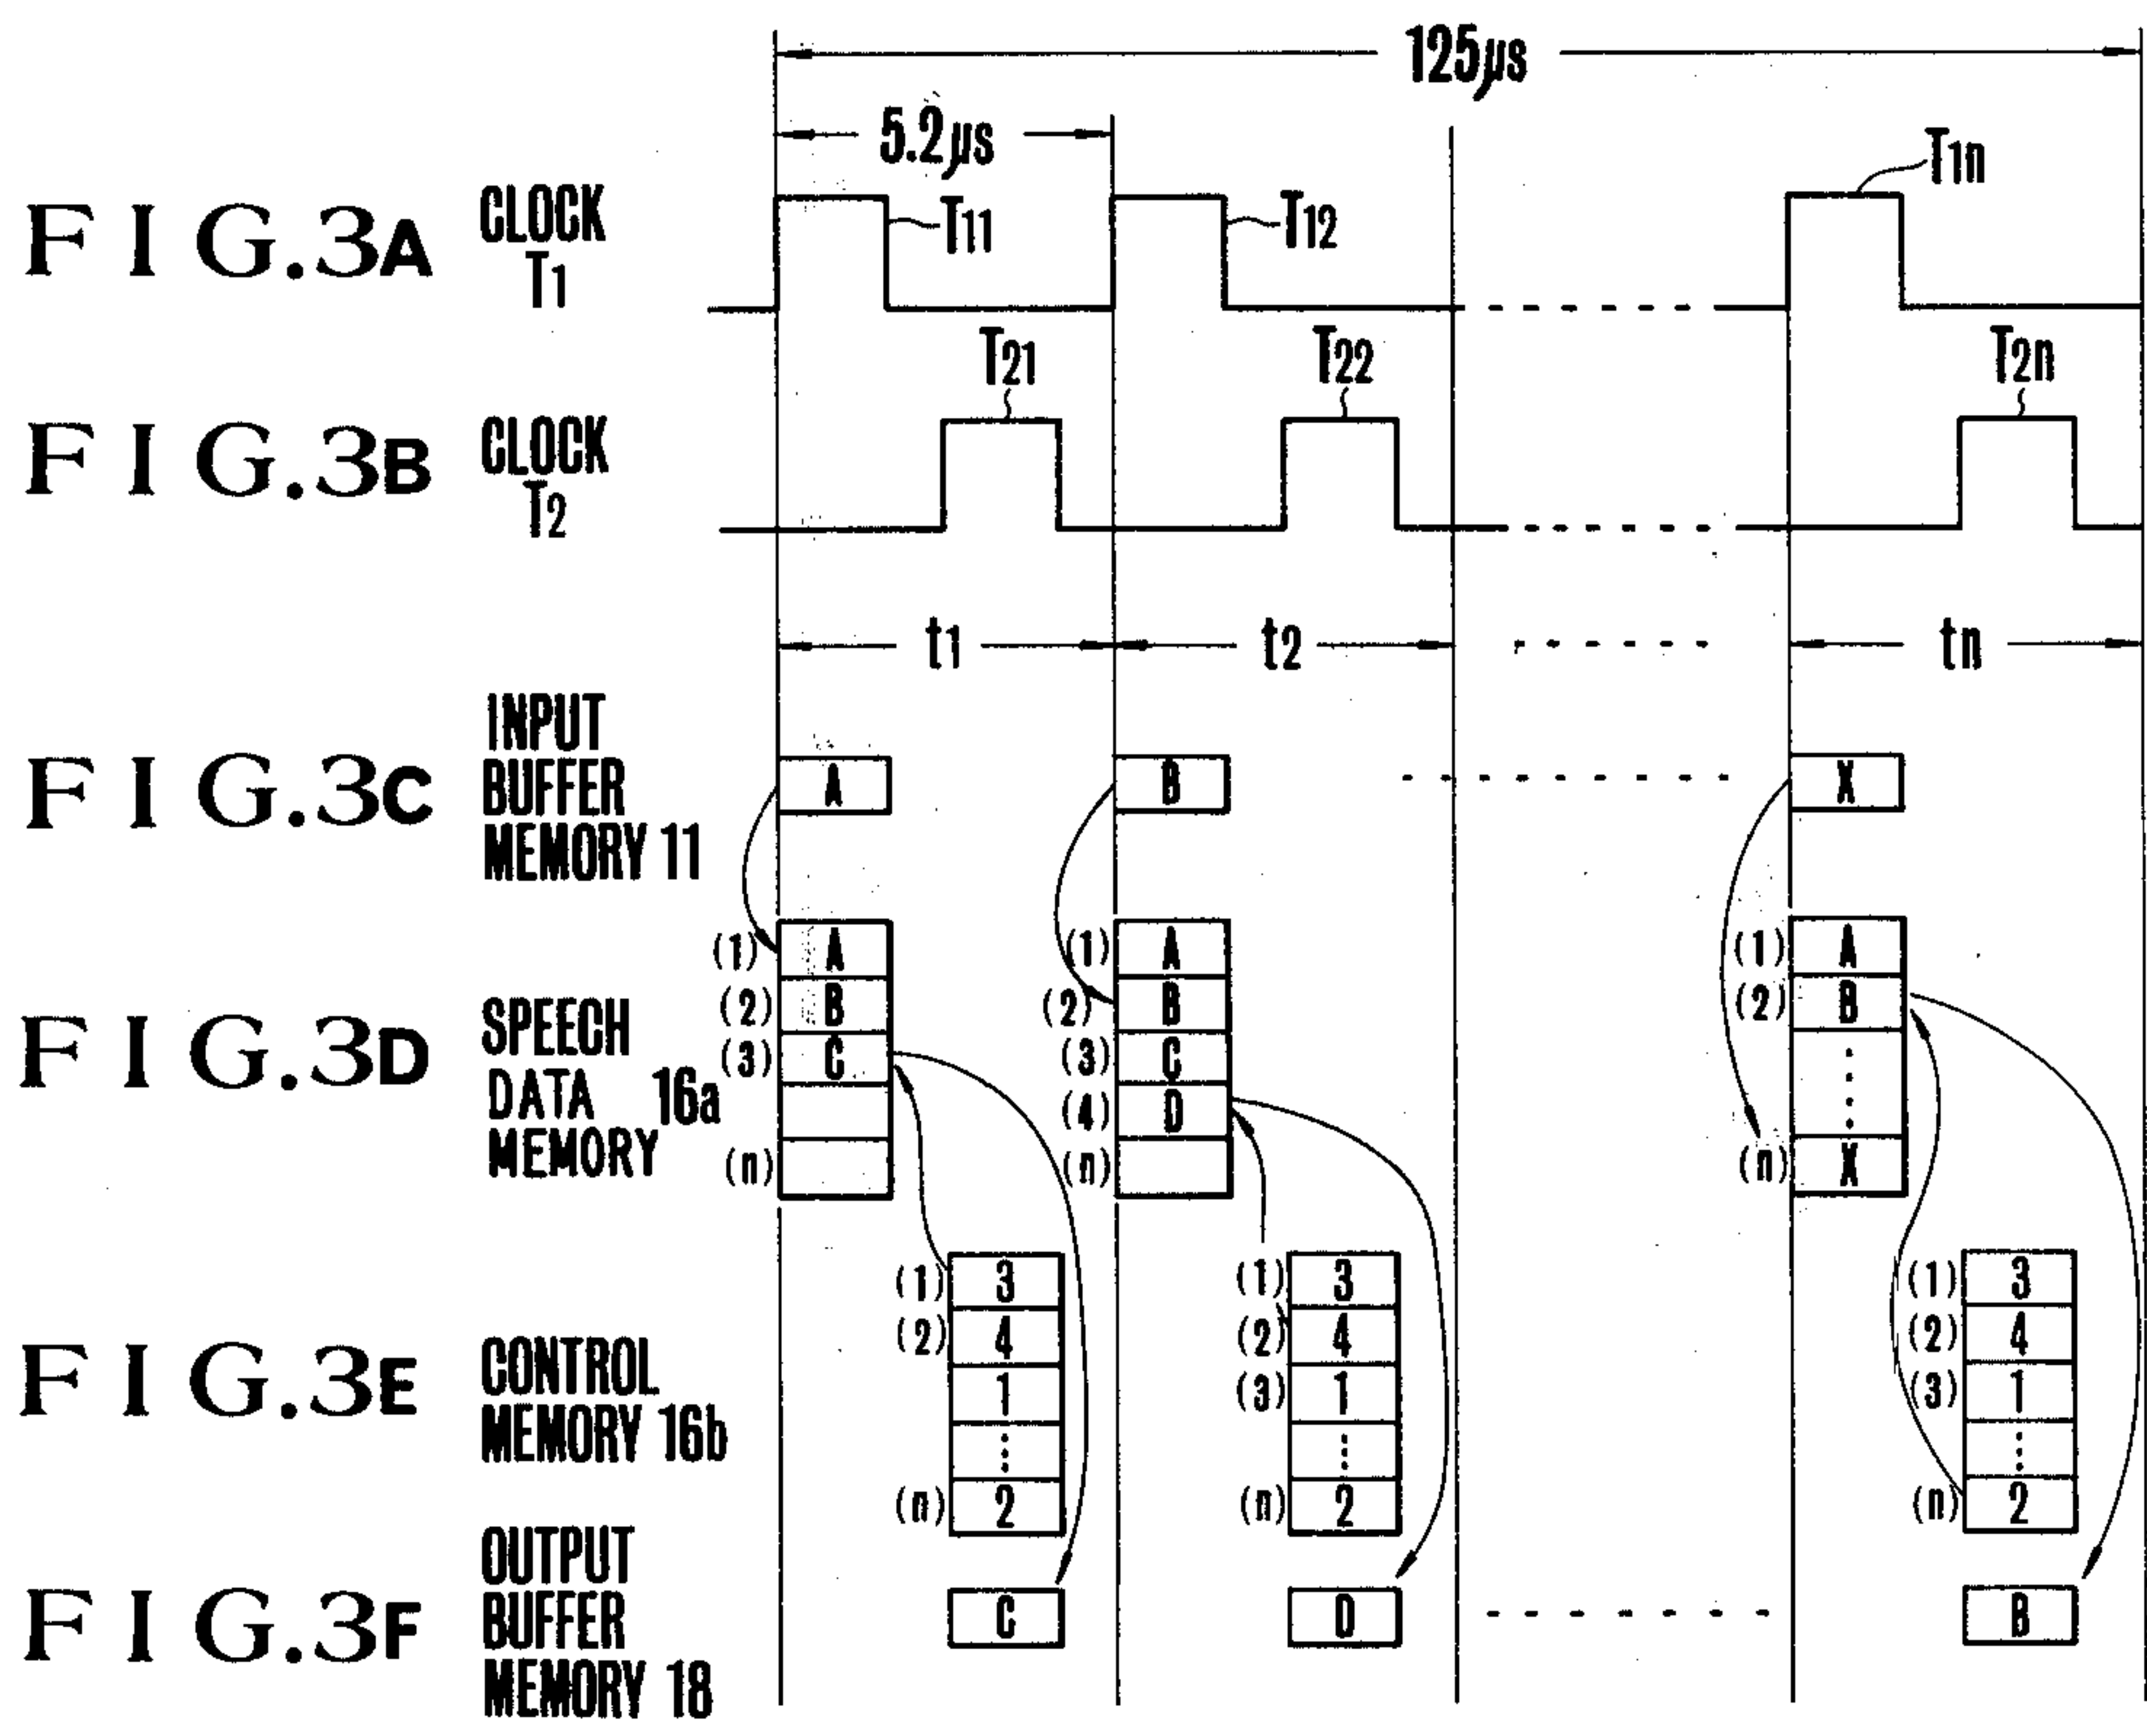 125µs
5.2µs
FIG.3A CLOCK T1 T11 T12 T1n
T21 T22 T2n
FIG.3B CLOCK T2
t1 t2 tn
FIG.3C INPUT BUFFER MEMORY 11
A B X
FIG.3D SPEECH DATA MEMORY 16a
(1) A (1) A (1) A
(2) B (2) B (2) B
(3) C (3) C
(4) D
(n) (n) (n) X
FIG.3E CONTROL MEMORY 16b
(1) 3 (1) 3 (1) 3
(2) 4 (2) 4 (2) 4
1 (3) 1 (3) 1
(n) 2 (n) 2 (n) 2
FIG.3F OUTPUT BUFFER MEMORY 18
C D B